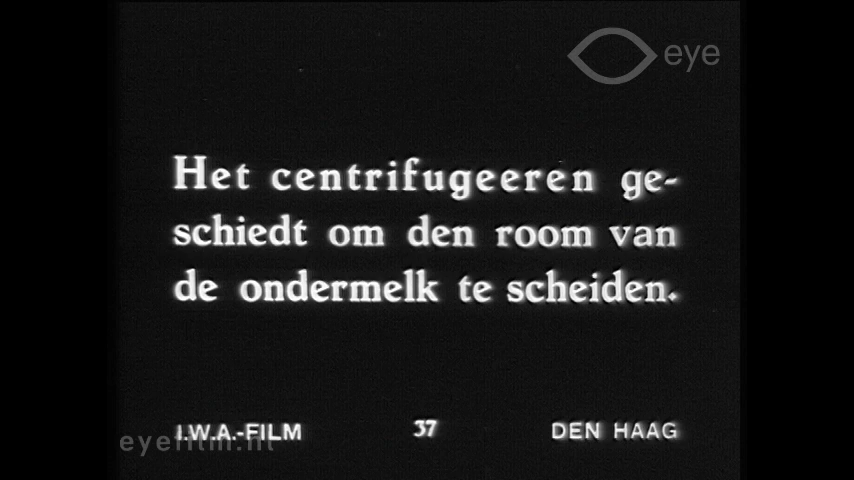 eye
Het centrifugeeren ge-
schiedt om den room van
de ondermelk te scheiden.
I.W.A.-FILM 37 DEN HAAG
eyefilm.nl